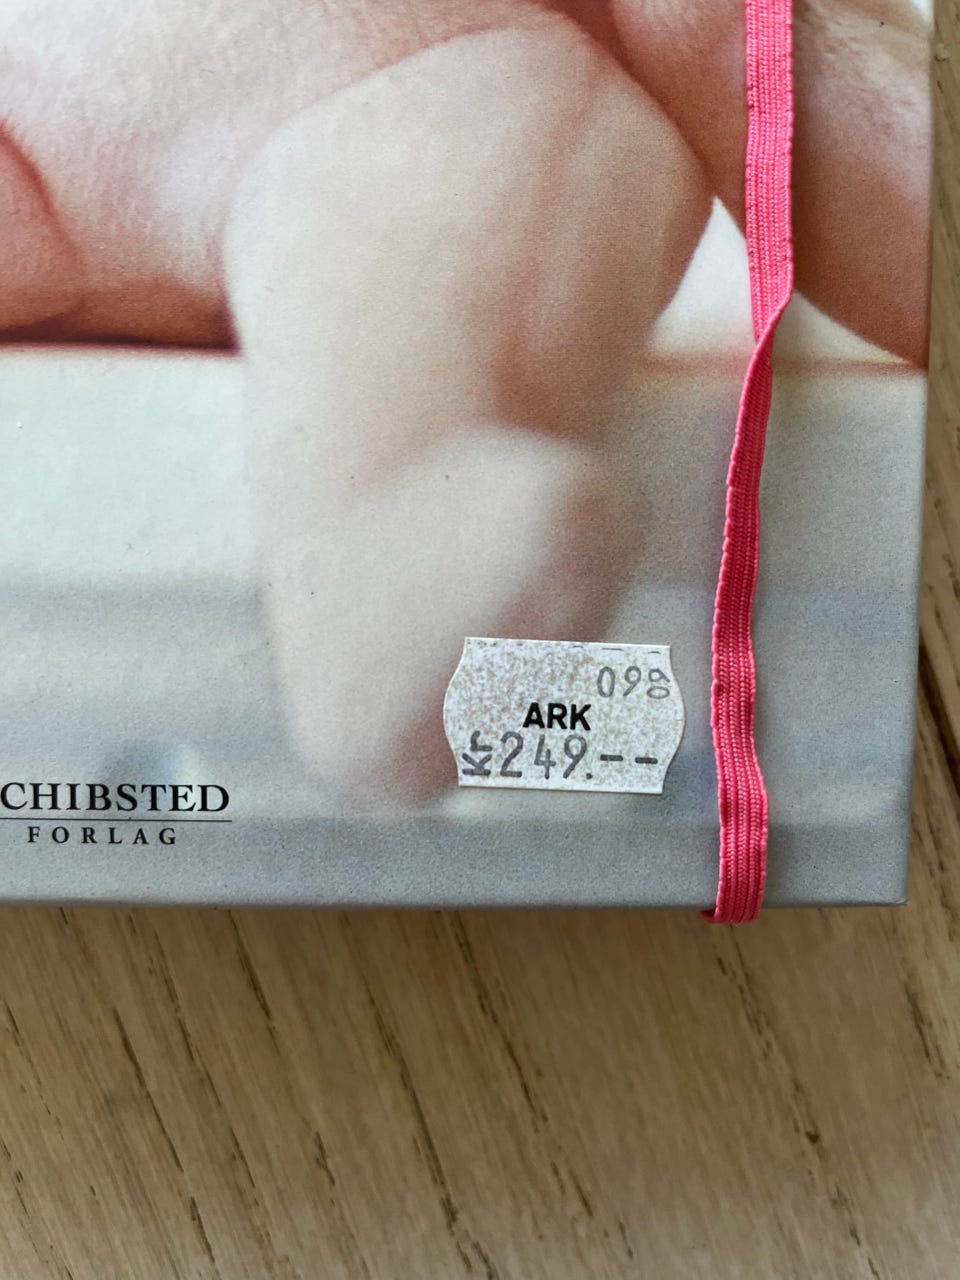 CHIBSTED
FORLAG
098
ARK
Kr 249.--